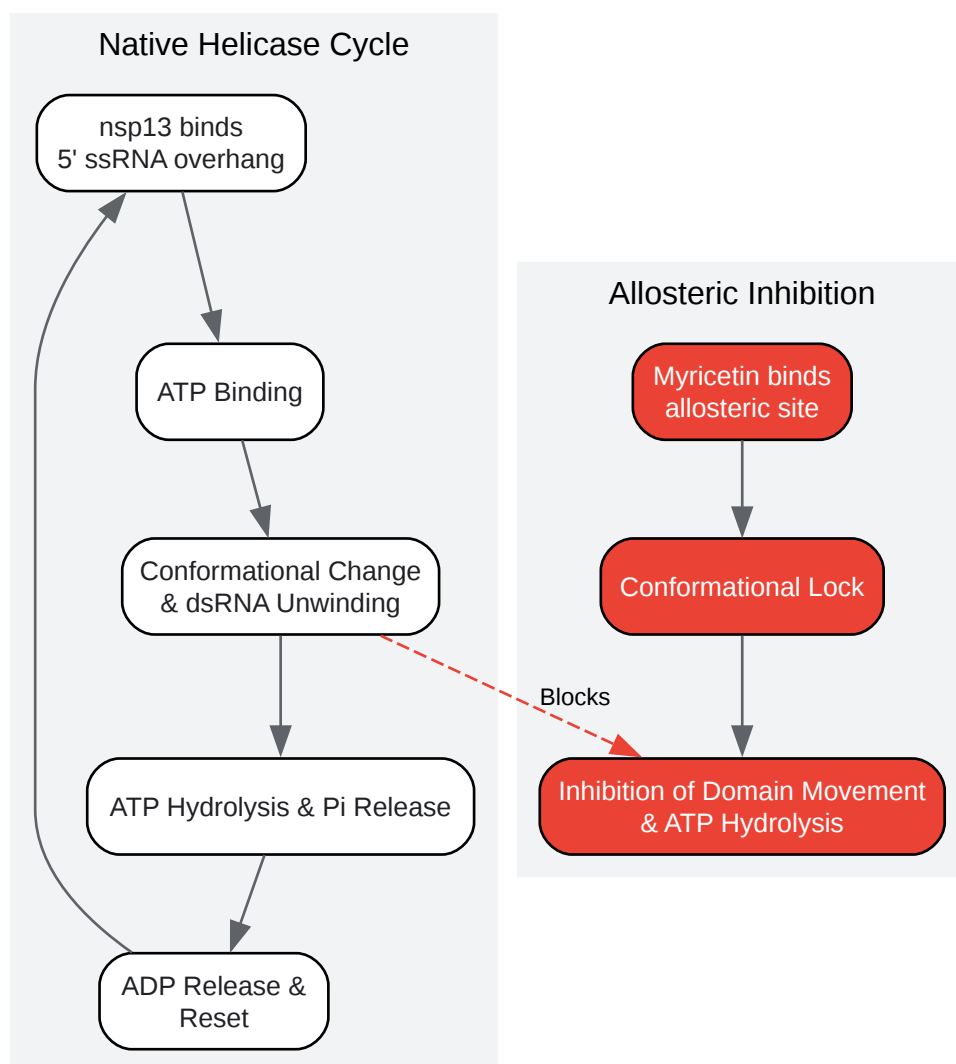 Native Helicase Cycle
nsp13 binds
5' ssRNA overhang
ATP Binding
Conformational Change
& dsRNA Unwinding
ATP Hydrolysis & Pi Release
ADP Release &
Reset
Blocks
Allosteric Inhibition
Myricetin binds
allosteric site
Conformational Lock
Inhibition of Domain Movement
& ATP Hydrolysis